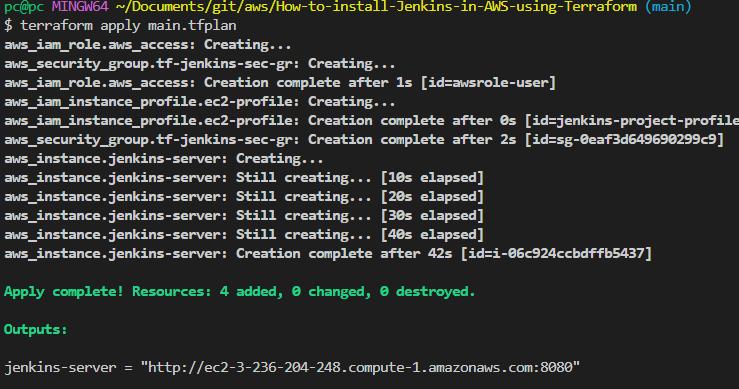 pc@pc MINGW64 ~/Documents/git/aws/How-to-install-Jenkins-in-AWS-using-Terraform (main)
$ terraform apply main.tfplan
aws_iam_role.aws_access: Creating...
aws_security_group.tf-jenkins-sec-gr: Creating...
aws_iam_role.aws_access: Creation complete after 1s [id=awsrole-user]
aws_iam_instance_profile.ec2-profile: Creating...
aws_iam_instance_profile.ec2-profile: Creation complete after 0s [id=jenkins-project-profile
aws_security_group.tf-jenkins-sec-gr: Creation complete after 2s [id=sg-0eaf3d649690299c9]
aws_instance.jenkins-server: Creating...
aws_instance.jenkins-server: Still creating... [10s elapsed]
aws_instance.jenkins-server: Still creating... [20s elapsed]
aws_instance.jenkins-server: Still creating... [30s elapsed]
aws_instance.jenkins-server: Still creating... [40s elapsed]
aws_instance.jenkins-server: Creation complete after 42s [id=i-06c924ccbdffb5437]
Apply complete! Resources: 4 added, 0 changed, 0 destroyed.
Outputs:
jenkins-server = "http://ec2-3-236-204-248.compute-1.amazonaws.com:8080"